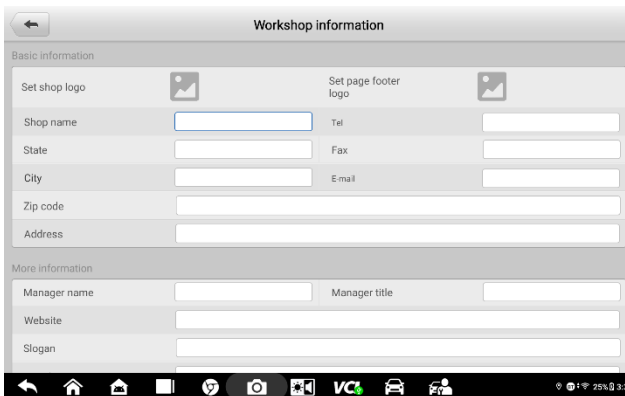 Workshop information
Basic information
Set shop logo
Set page footer
logo
Shop name
Tel
State
Fax
City
E-mail
Zip code
Address
More information
Manager name
Manager title
Website
Slogan
VCI
25%